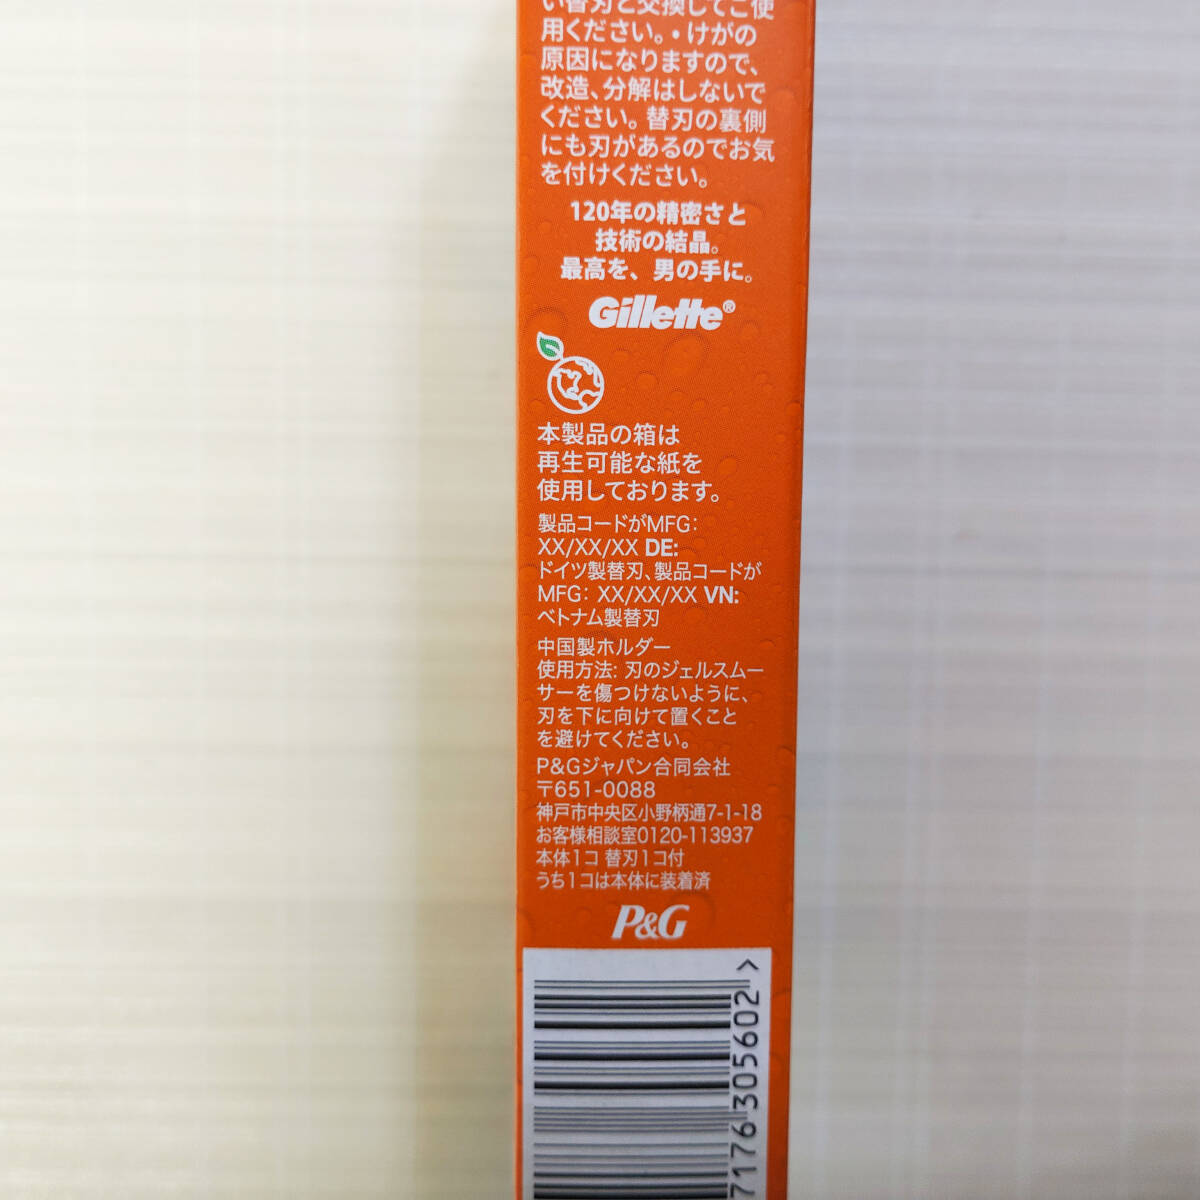 い替刃と交換してご使
用ください。・けがの
原因になりますので、
改造、分解はしないで
ください。替刃の裏側
にも刃があるのでお気
を付けください。
120年の精密さと
技術の結晶。
最高を、男の手に。
Gillette®
本製品の箱は
再生可能な紙を
使用しております。
製品コードがMFG:
XX/XX/XX DE:
ドイツ製替刃、製品コードが
MFG: XX/XX/XX VN:
ベトナム製替刃
中国製ホルダー
使用方法: 刃のジェルスムー
サーを傷つけないように、
刃を下に向けて置くこと
を避けてください。
P&Gジャパン合同会社
〒651-0088
神戸市中央区小野柄通7-1-18
お客様相談室0120-113937
本体1コ 替刃1コ付
うち1コは本体に装着済
P&G
7176 305602 >